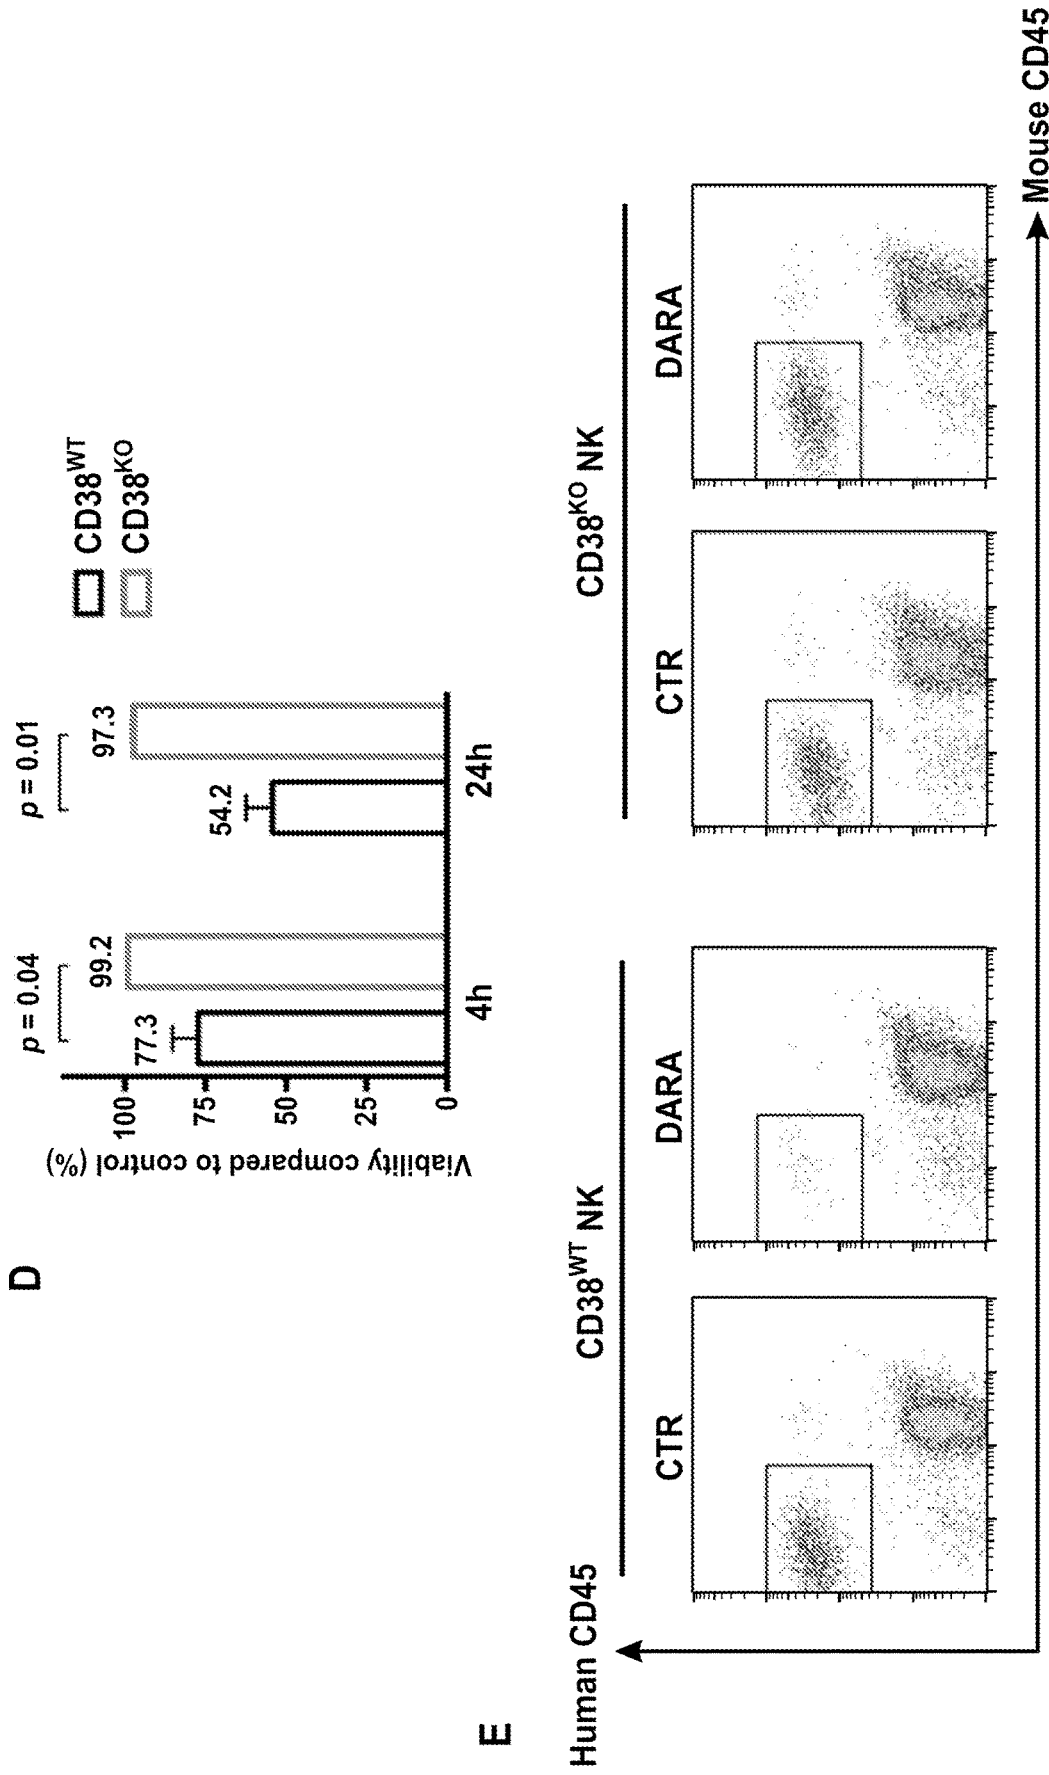 D
p = 0.04
p = 0.01
77.3
99.2
54.2
97.3
Viability compared to control (%)
100
75
50
25
0
4h
24h
CD38WT
CD38KO
E
Human CD45
CD38WT NK
CD38KO NK
CTR
DARA
CTR
DARA
Mouse CD45